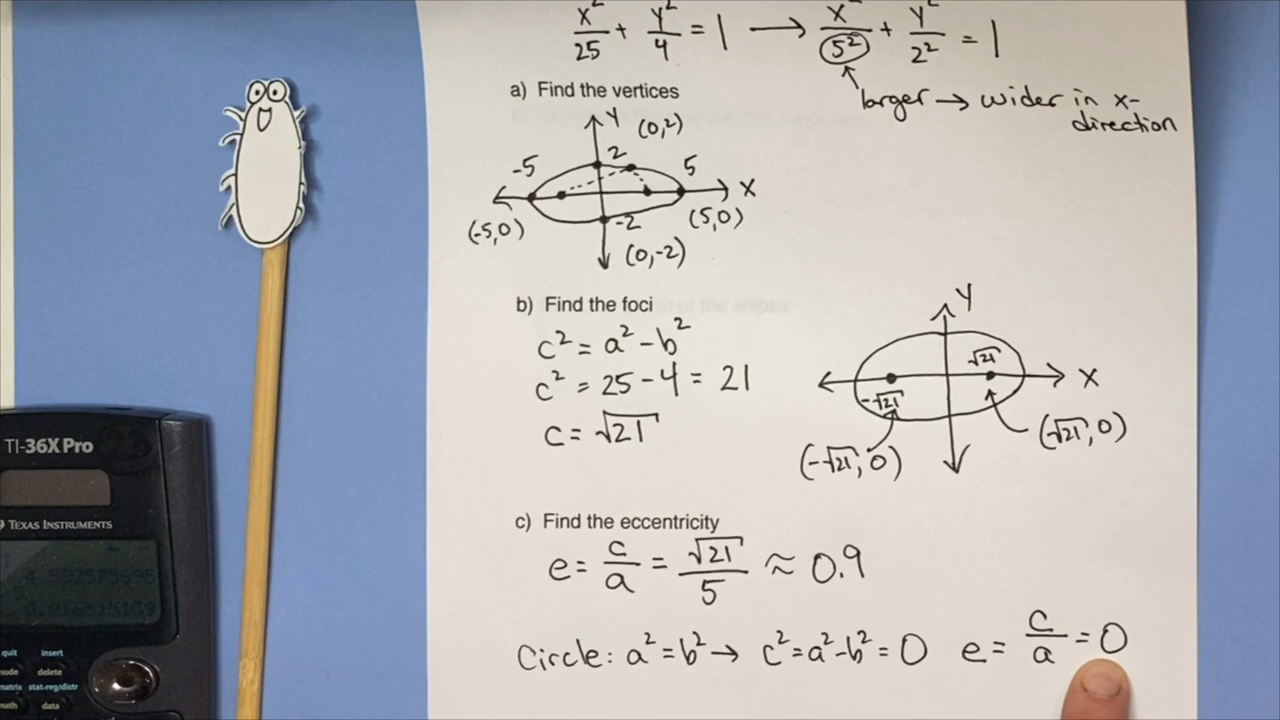 x²/25 + y²/4 = 1 → x²/5² + y²/2² = 1
larger → wider in x-
direction
a) Find the vertices
Y
(0,2)
-5 2 5
X
(-5,0) -2 (5,0)
(0,-2)
b) Find the foci
c² = a² - b²
c² = 25 - 4 = 21
c = √21
Y
√21
X
-√21
(-√21, 0) (√21, 0)
c) Find the eccentricity
e = c/a = √21/5 ≈ 0.9
Circle: a² = b² → c² = a² - b² = 0 e = c/a = 0
TI-36X Pro
TEXAS INSTRUMENTS
4.582575695
quit insert
mode delete
matrix stat-reg/distr
math data